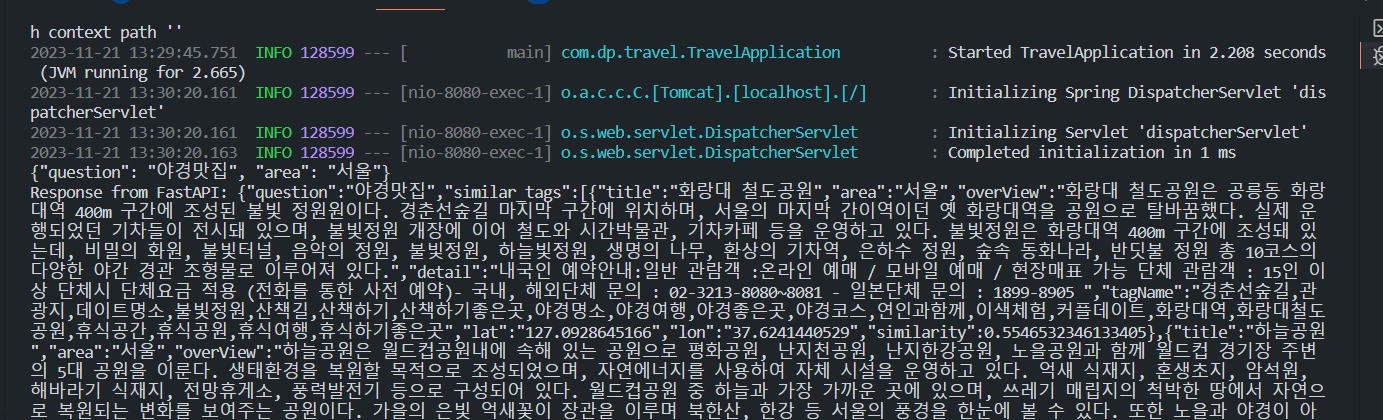 h context path ''
2023-11-21 13:29:45.751  INFO 128599 --- [           main] com.dp.travel.TravelApplication          : Started TravelApplication in 2.208 seconds
 (JVM running for 2.665)
2023-11-21 13:30:20.161  INFO 128599 --- [nio-8080-exec-1] o.a.c.c.C.[Tomcat].[localhost].[/]       : Initializing Spring DispatcherServlet 'dis
patcherServlet'
2023-11-21 13:30:20.161  INFO 128599 --- [nio-8080-exec-1] o.s.web.servlet.DispatcherServlet        : Initializing Servlet 'dispatcherServlet'
2023-11-21 13:30:20.163  INFO 128599 --- [nio-8080-exec-1] o.s.web.servlet.DispatcherServlet        : Completed initialization in 1 ms
{"question": "야경맛집", "area": "서울"}
Response from FastAPI: {"question":"야경맛집","similar_tags":[{"title":"화랑대 철도공원","area":"서울","overView":"화랑대 철도공원은 공릉동 화랑
대역 400m 구간에 조성된 불빛 정원원이다. 경춘선숲길 마지막 구간에 위치하며, 서울의 마지막 간이역이던 옛 화랑대역을 공원으로 탈바꿈했다. 실제 운
행되었던 기차들이 전시돼 있으며, 불빛정원 개장에 이어 철도와 시간박물관, 기차카페 등을 운영하고 있다. 불빛정원은 화랑대역 400m 구간에 조성돼 있
는데, 비밀의 화원, 불빛터널, 음악의 정원, 불빛정원, 하늘빛정원, 생명의 나무, 환상의 기차역, 은하수 정원, 숲속 동화나라, 반딧불 정원 총 10코스의
다양한 야간 경관 조형물로 이루어져 있다.","detail":"내국인 예약안내:일반 관람객 :온라인 예매 / 모바일 예매 / 현장매표 가능 단체 관람객 : 15인 이
상 단체시 단체요금 적용 (전화를 통한 사전 예약)- 국내, 해외단체 문의 : 02-3213-8080~8081 - 일본단체 문의 : 1899-8905 ","tagName":"경춘선숲길,관
광지,데이트명소,불빛정원,산책길,산책하기,산책하기좋은곳,야경명소,야경여행,야경좋은곳,야경코스,연인과함께,이색체험,커플데이트,화랑대역,화랑대철도
공원,휴식공간,휴식공원,휴식여행,휴식하기좋은곳","lat":"127.0928645166","lon":"37.6241440529","similarity":0.5546532346133405},{"title":"하늘공원
","area":"서울","overView":"하늘공원은 월드컵공원내에 속해 있는 공원으로 평화공원, 난지천공원, 난지한강공원, 노을공원과 함께 월드컵 경기장 주변
의 5대 공원을 이룬다. 생태환경을 복원할 목적으로 조성되었으며, 자연에너지를 사용하여 자체 시설을 운영하고 있다. 억새 식재지, 혼생초지, 암석원,
해바라기 식재지, 전망휴게소, 풍력발전기 등으로 구성되어 있다. 월드컵공원 중 하늘과 가장 가까운 곳에 있으며, 쓰레기 매립지의 척박한 땅에서 자연으
로 복원되는 변화를 보여주는 공원이다. 가을의 은빛 억새꽃이 장관을 이루며 북한산, 한강 등 서울의 풍경을 한눈에 볼 수 있다. 또한 노을과 야경이 아